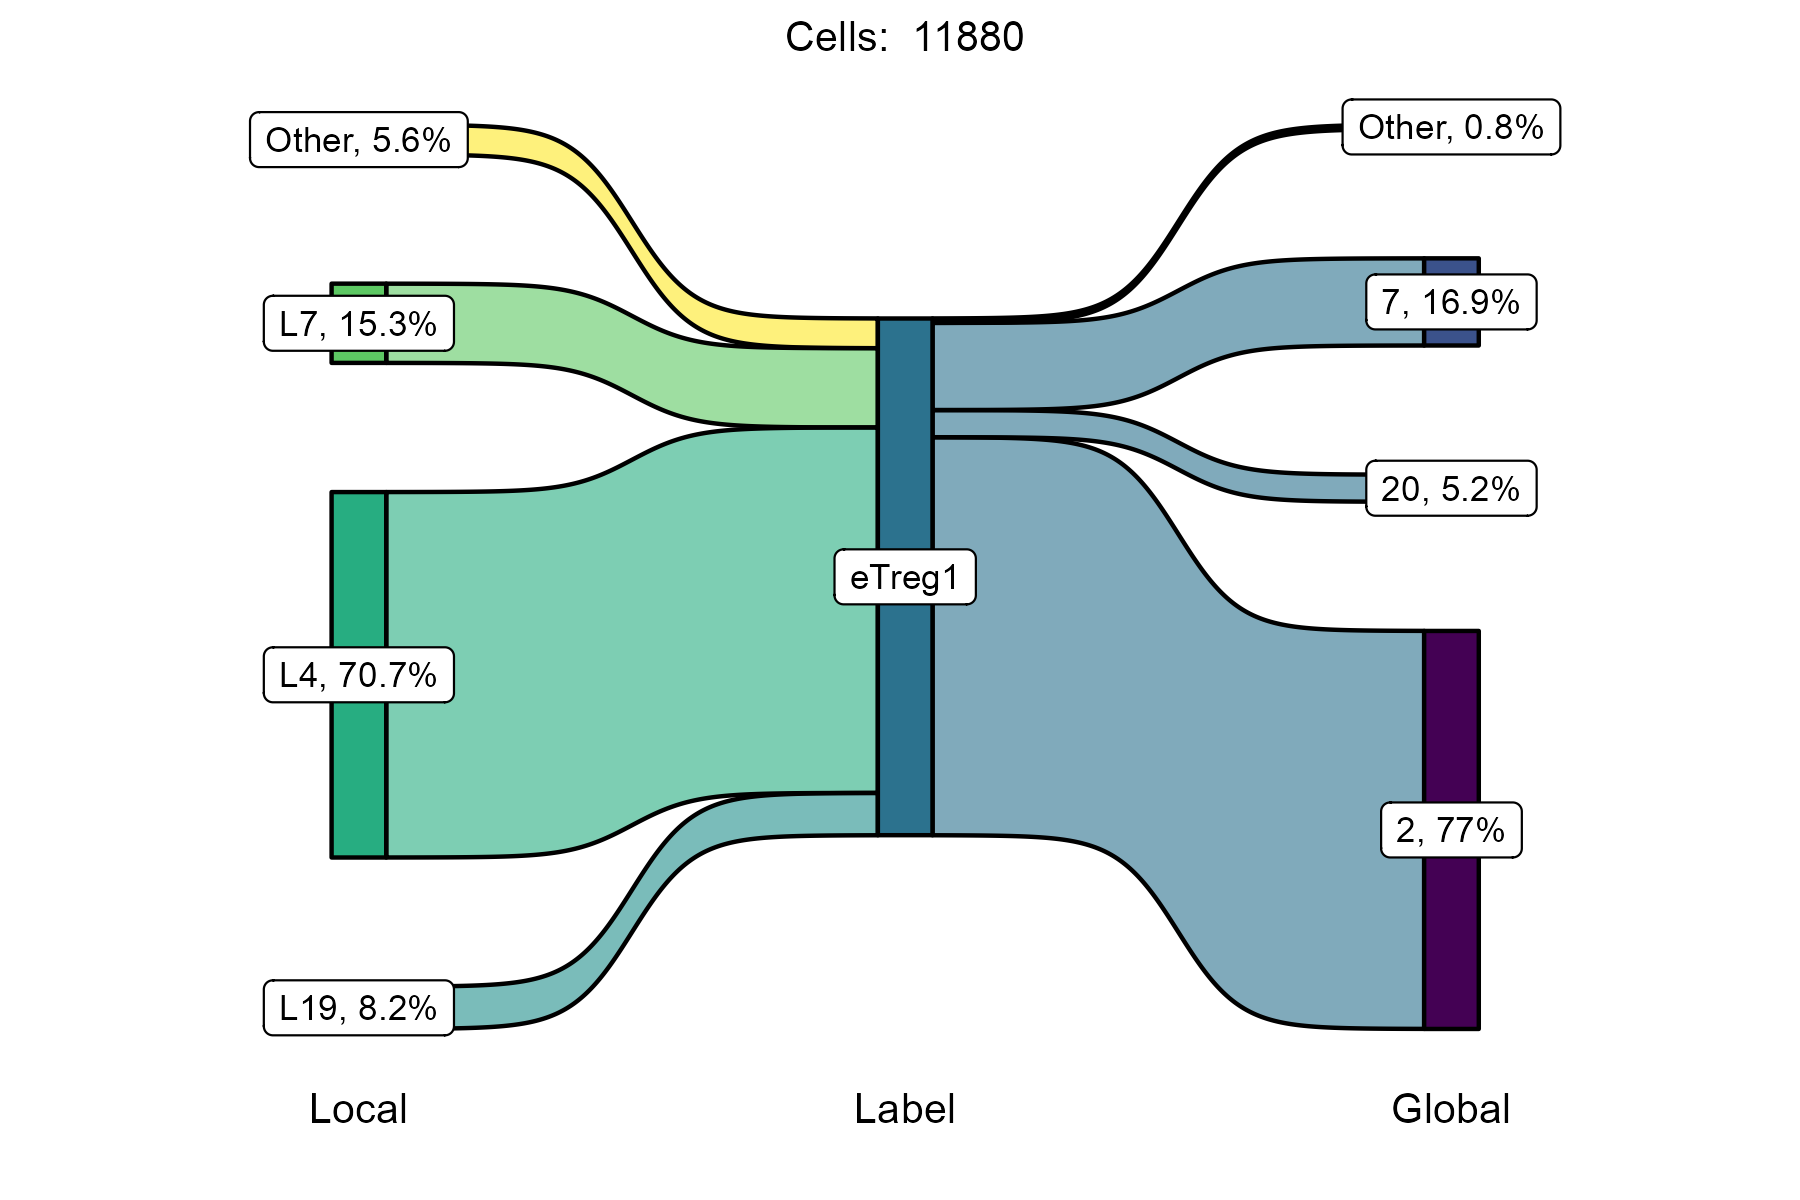 Cells:  11880
Other, 5.6%
L7, 15.3%
L4, 70.7%
L19, 8.2%
eTreg1
Other, 0.8%
7, 16.9%
20, 5.2%
2, 77%
Local
Label
Global